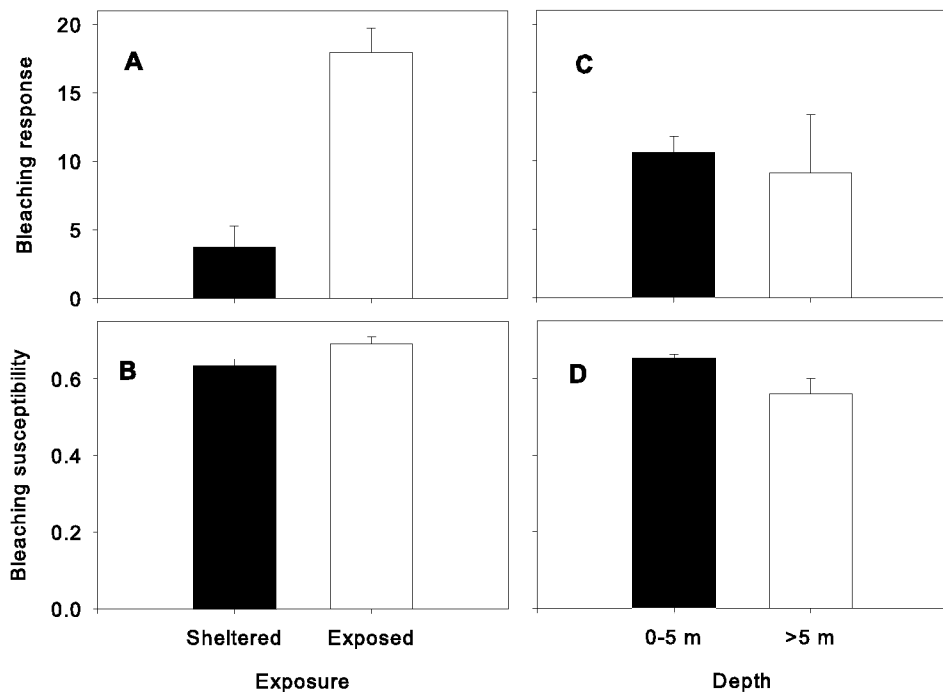 Bleaching response
20
15
10
5
0
A
C
Bleaching susceptibility
0.6
0.4
0.2
0.0
B
D
Sheltered
Exposed
0-5 m
>5 m
Exposure
Depth